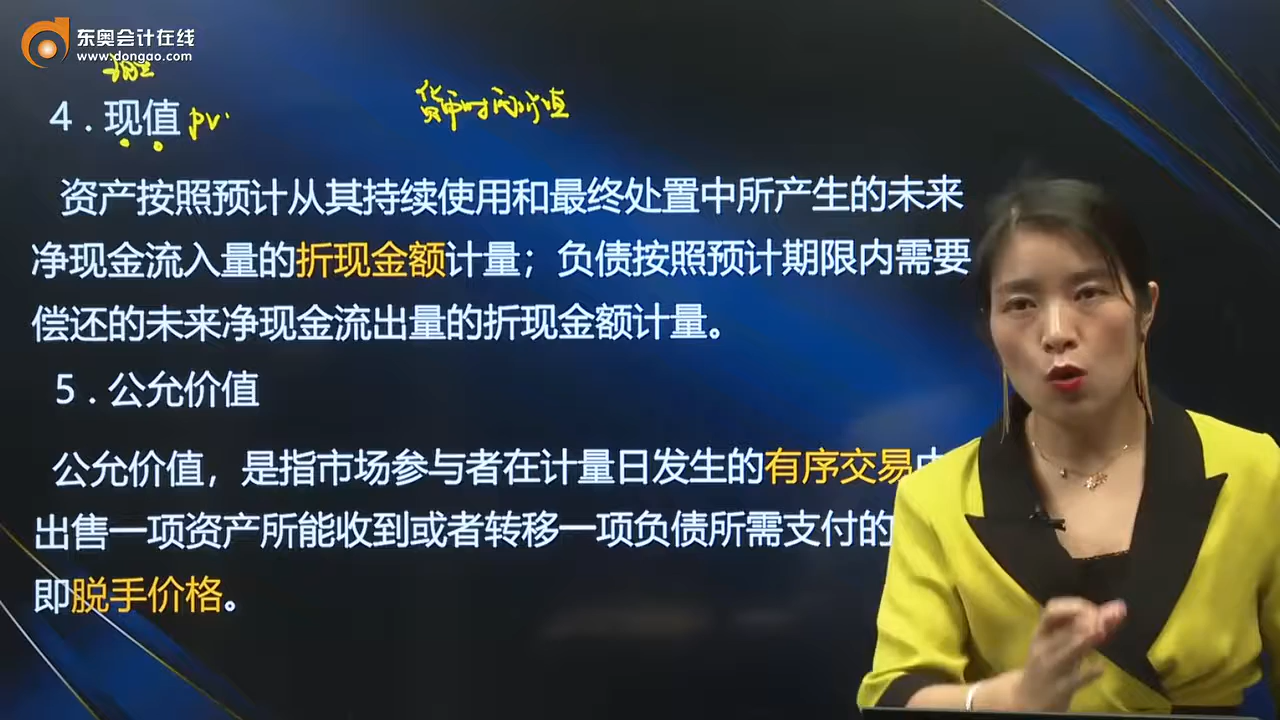 东奥会计在线
www.dongao.com
4 . 现值 pv
货币时间价值
资产按照预计从其持续使用和最终处置中所产生的未来
净现金流入量的折现金额计量；负债按照预计期限内需要
偿还的未来净现金流出量的折现金额计量。
5 . 公允价值
公允价值，是指市场参与者在计量日发生的有序交易中
出售一项资产所能收到或者转移一项负债所需支付的
即脱手价格。